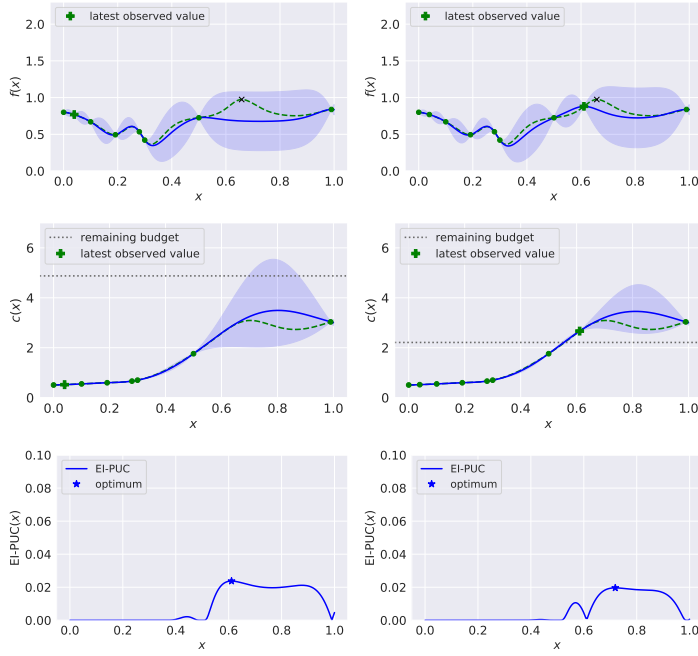 latest observed value
f(x)
2.0
1.5
1.0
0.5
0.0
0.0 0.2 0.4 0.6 0.8 1.0
x
latest observed value
f(x)
2.0
1.5
1.0
0.5
0.0
0.0 0.2 0.4 0.6 0.8 1.0
x
remaining budget
latest observed value
c(x)
6
4
2
0
0.0 0.2 0.4 0.6 0.8 1.0
x
remaining budget
latest observed value
c(x)
6
4
2
0
0.0 0.2 0.4 0.6 0.8 1.0
x
EI-PUC
optimum
EI-PUC(x)
0.10
0.08
0.06
0.04
0.02
0.00
0.0 0.2 0.4 0.6 0.8 1.0
x
EI-PUC
optimum
EI-PUC(x)
0.10
0.08
0.06
0.04
0.02
0.00
0.0 0.2 0.4 0.6 0.8 1.0
x